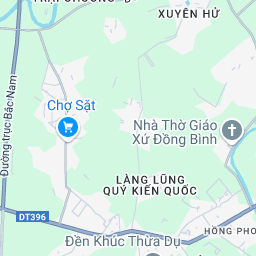 XUYÊN HỬ
Chợ Sặt
Đường trục Bắc Nam
Nhà Thờ Giáo
Xứ Đồng Bình
LÀNG LŨNG
QUÝ KIẾN QUỐC
ĐT396
HỒNG PHO
Đền Khúc Thừa Dụ